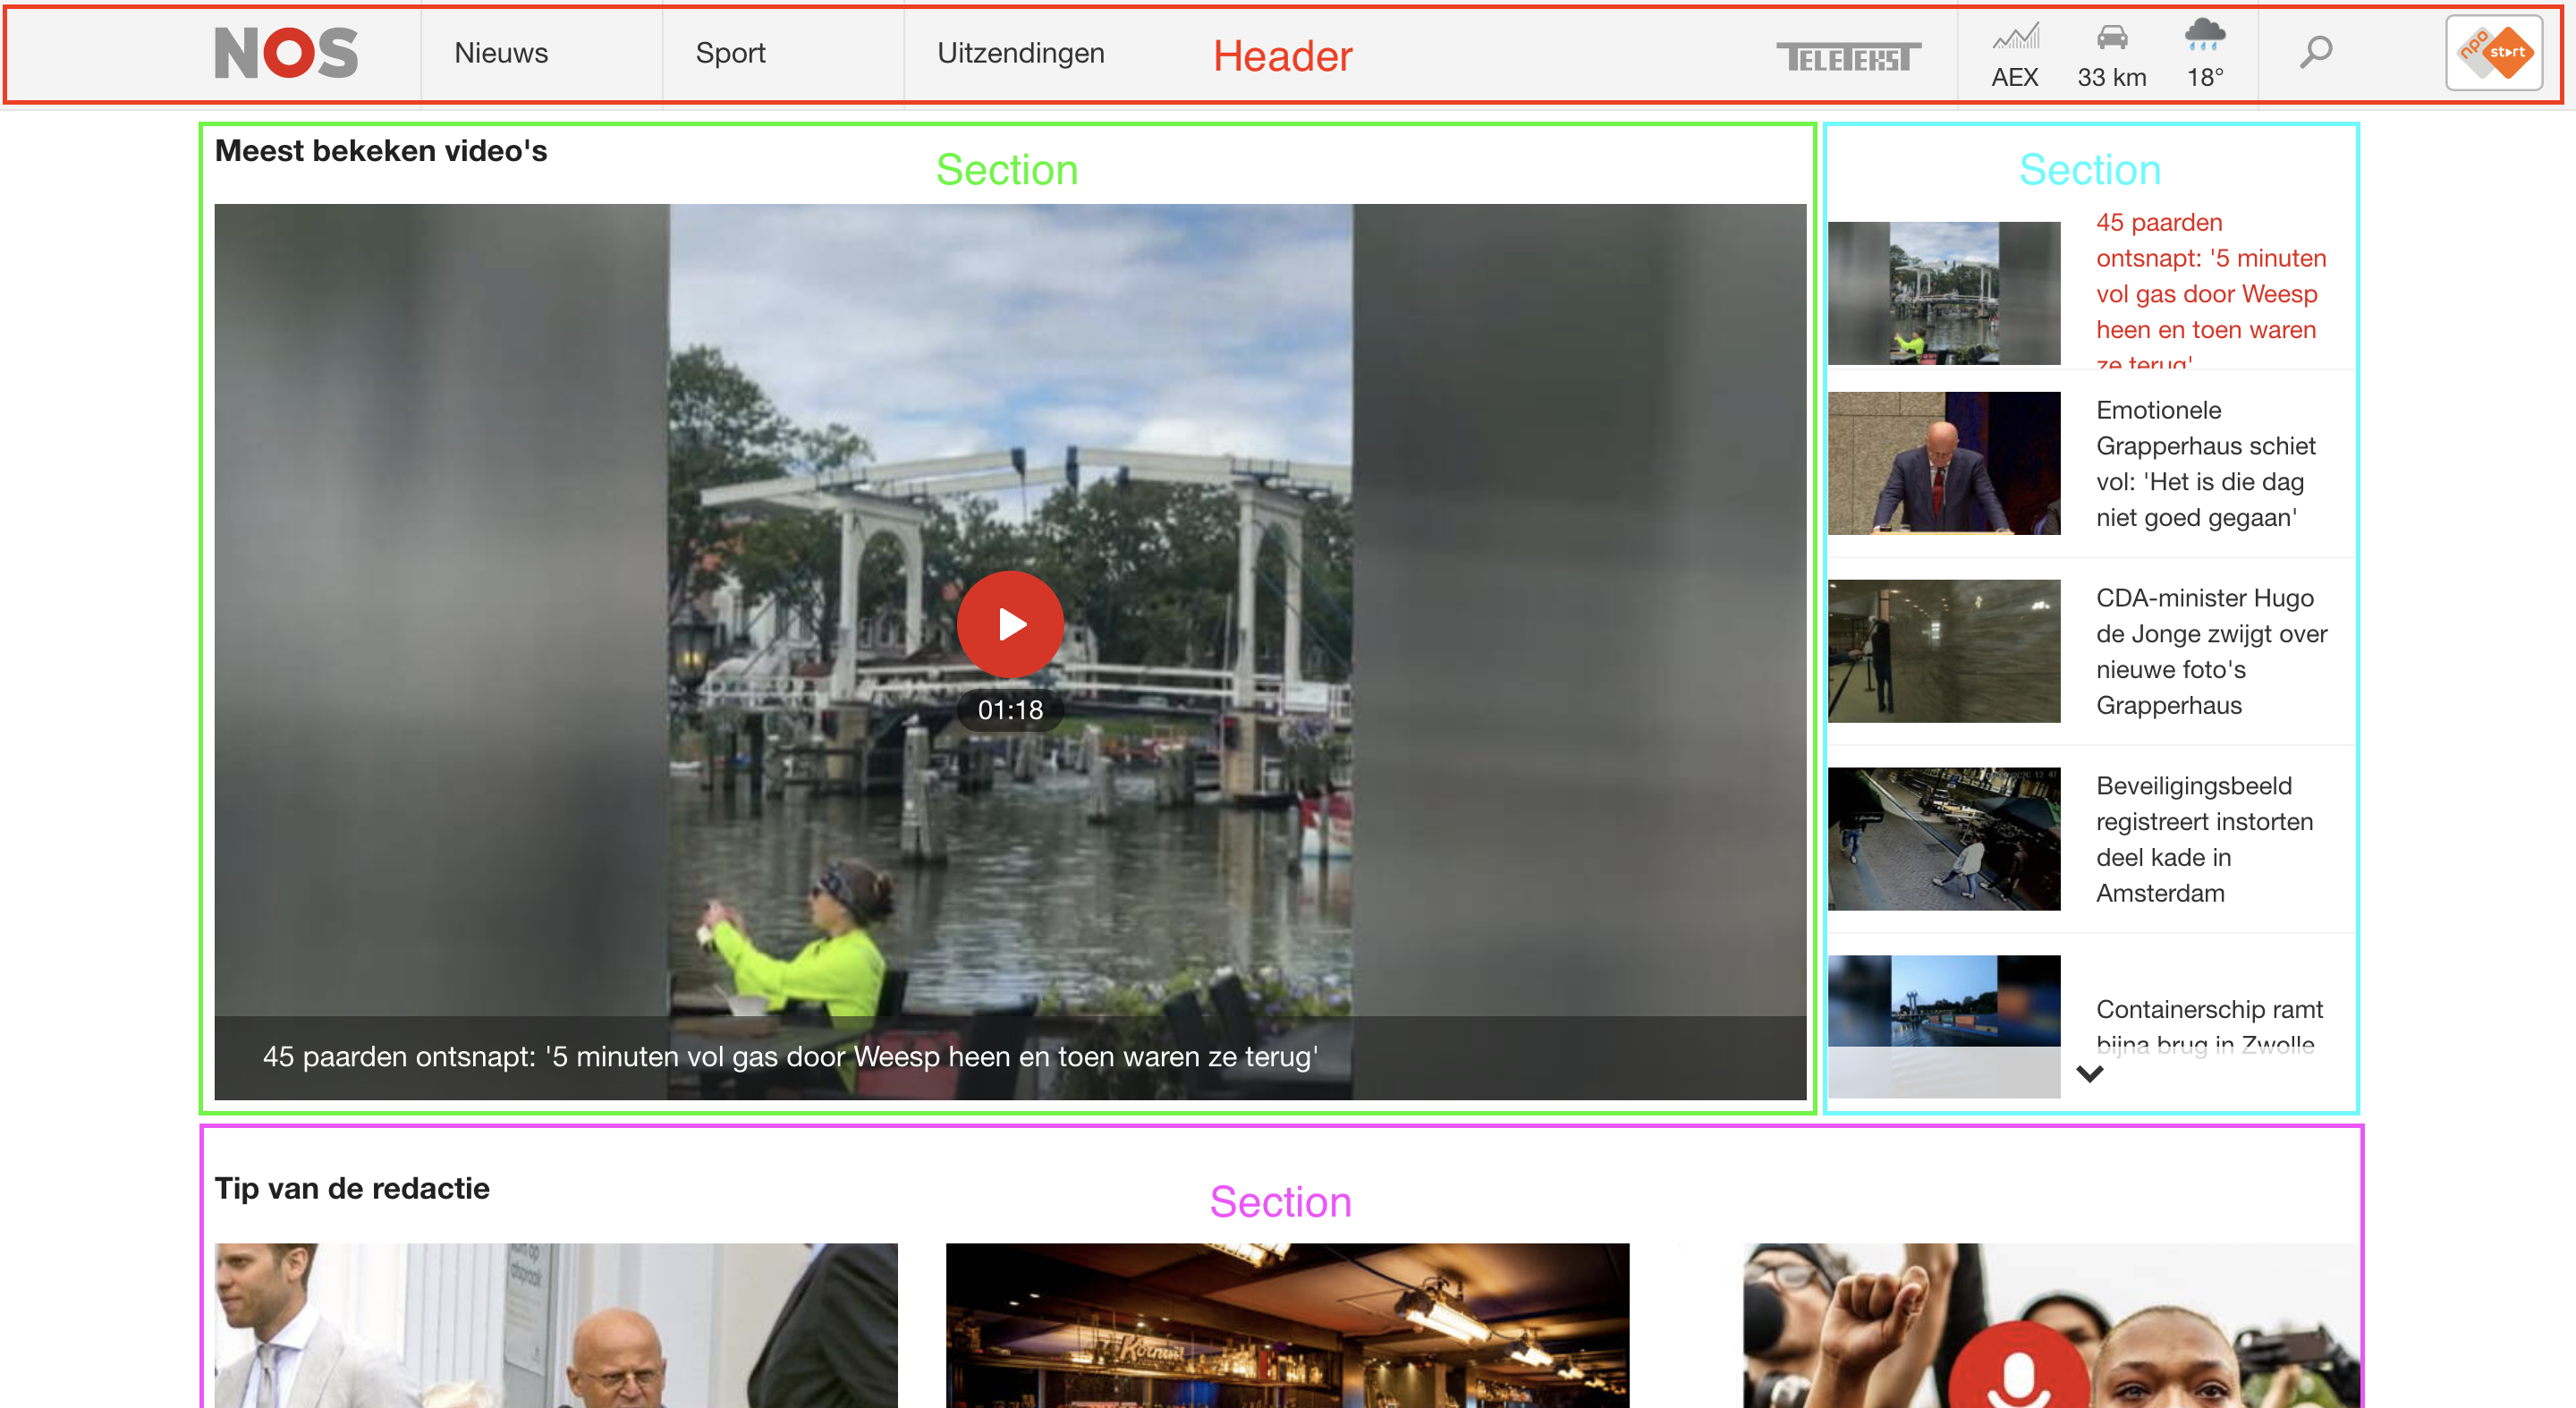 NOS
Nieuws
Sport
Uitzendingen
Header
TELETEKST
AEX
33 km
18°
npo
start
Meest bekeken video's
Section
01:18
45 paarden ontsnapt: '5 minuten vol gas door Weesp heen en toen waren ze terug'
Section
45 paarden
ontsnapt: '5 minuten
vol gas door Weesp
heen en toen waren
ze terug'
Emotionele
Grapperhaus schiet
vol: 'Het is die dag
niet goed gegaan'
CDA-minister Hugo
de Jonge zwijgt over
nieuwe foto's
Grapperhaus
Beveiligingsbeeld
registreert instorten
deel kade in
Amsterdam
Containerschip ramt
bijna brug in Zwolle
Tip van de redactie
Section